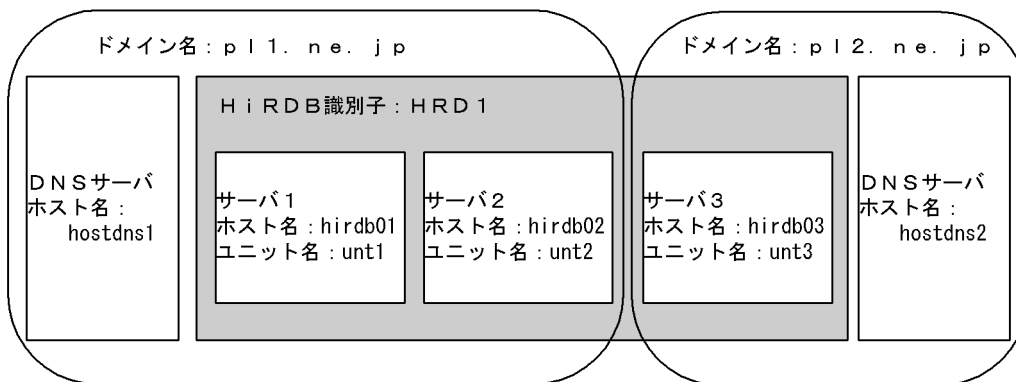 ドメイン名：ｐｌ１．ｎｅ．ｊｐ
ドメイン名：ｐｌ２．ｎｅ．ｊｐ
ＨｉＲＤＢ識別子：ＨＲＤ１
ＤＮＳサーバ
ホスト名：
hostdns1
サーバ１
ホスト名：hirdb01
ユニット名：unt1
サーバ２
ホスト名：hirdb02
ユニット名：unt2
サーバ３
ホスト名：hirdb03
ユニット名：unt3
ＤＮＳサーバ
ホスト名：
hostdns2